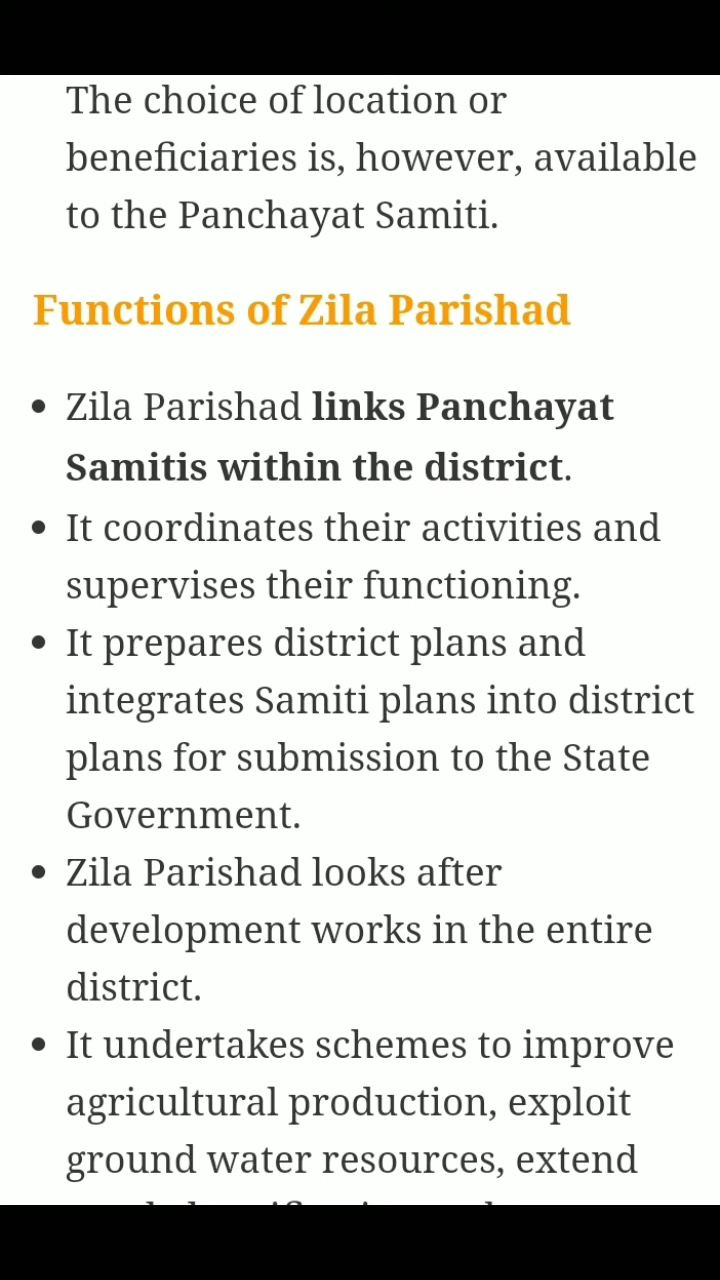 The choice of location or
beneficiaries is, however, available
to the Panchayat Samiti.
Functions of Zila Parishad
• Zila Parishad links Panchayat
Samitis within the district.
• It coordinates their activities and
supervises their functioning.
• It prepares district plans and
integrates Samiti plans into district
plans for submission to the State
Government.
• Zila Parishad looks after
development works in the entire
district.
• It undertakes schemes to improve
agricultural production, exploit
ground water resources, extend